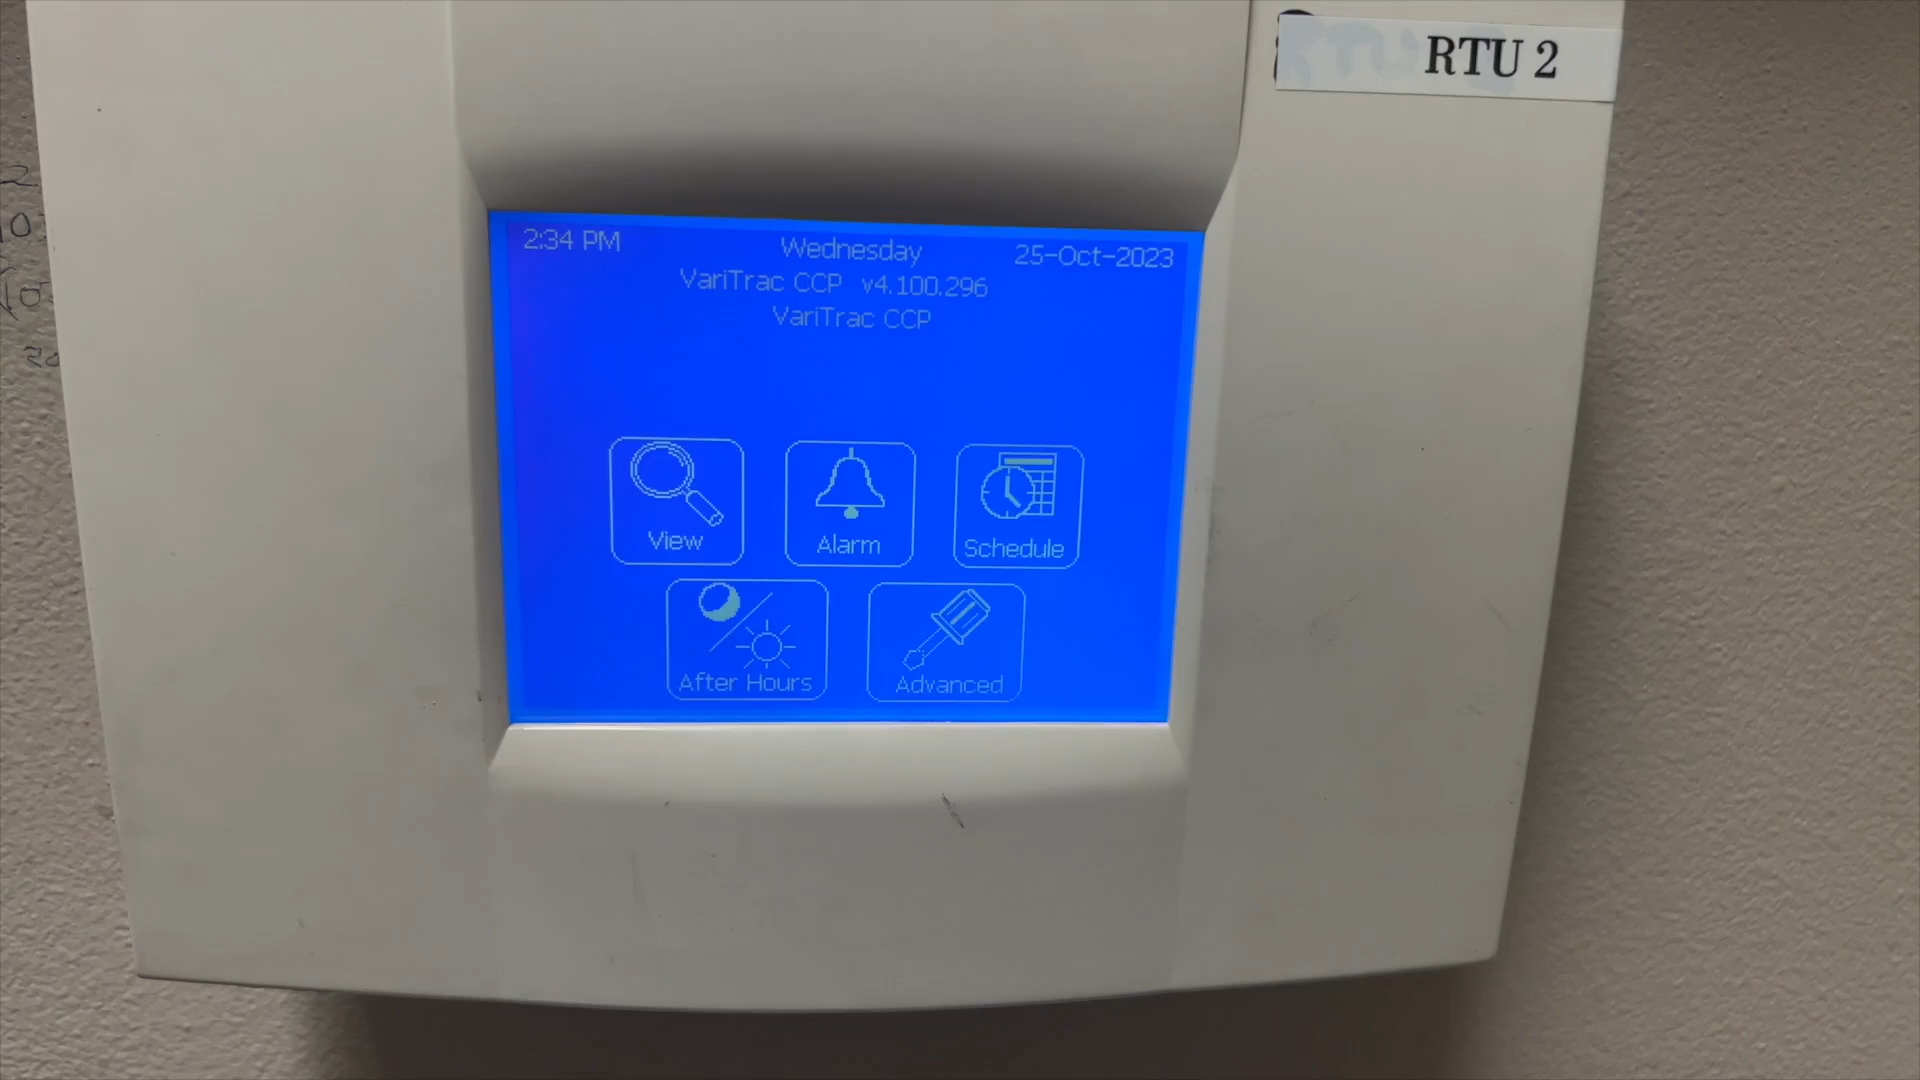 RTU 2
2:34 PM
Wednesday
25-Oct-2023
VariTrac CCP v4.100.296
VariTrac CCP
View
Alarm
Schedule
After Hours
Advanced